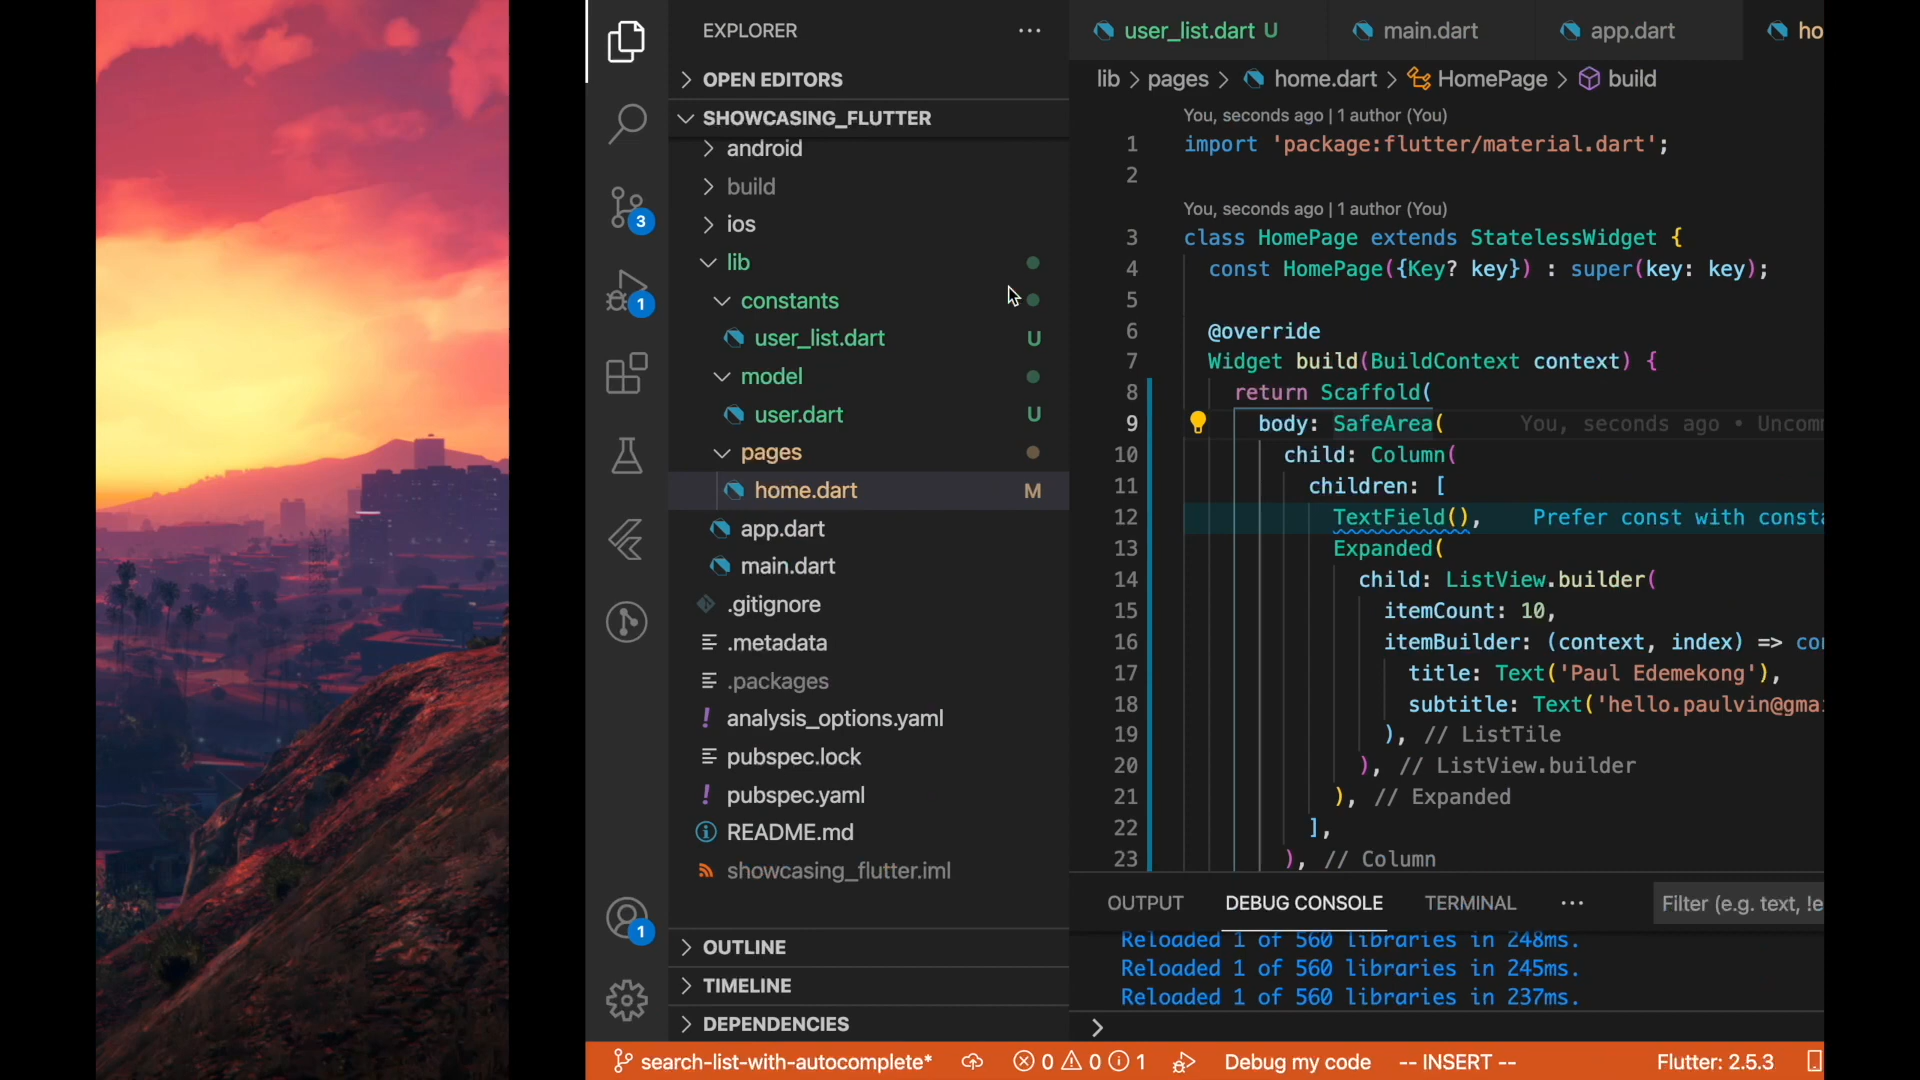 EXPLORER
OPEN EDITORS
SHOWCASING_FLUTTER
android
build
ios
lib
constants
user_list.dart U
model
user.dart U
pages
home.dart M
app.dart
main.dart
.gitignore
.metadata
.packages
analysis_options.yaml
pubspec.lock
pubspec.yaml
README.md
showcasing_flutter.iml
OUTLINE
TIMELINE
DEPENDENCIES
3
1
1
user_list.dart U main.dart app.dart ho
lib > pages > home.dart > HomePage > build
You, seconds ago | 1 author (You)
1 import 'package:flutter/material.dart';
2
You, seconds ago | 1 author (You)
3 class HomePage extends StatelessWidget {
4 const HomePage({Key? key}) : super(key: key);
5
6 @override
7 Widget build(BuildContext context) {
8 return Scaffold(
9 body: SafeArea( You, seconds ago • Uncom
10 child: Column(
11 children: [
12 TextField(), Prefer const with consta
13 Expanded(
14 child: ListView.builder(
15 itemCount: 10,
16 itemBuilder: (context, index) => co
17 title: Text('Paul Edemekong'),
18 subtitle: Text('hello.paulvin@gma
19 ), // ListTile
20 ), // ListView.builder
21 ), // Expanded
22 ],
23 ), // Column
OUTPUT DEBUG CONSOLE TERMINAL ··· Filter (e.g. text, !e
Reloaded 1 of 560 libraries in 248ms.
Reloaded 1 of 560 libraries in 245ms.
Reloaded 1 of 560 libraries in 237ms.
>
search-list-with-autocomplete* 0 0 1 Debug my code -- INSERT -- Flutter: 2.5.3